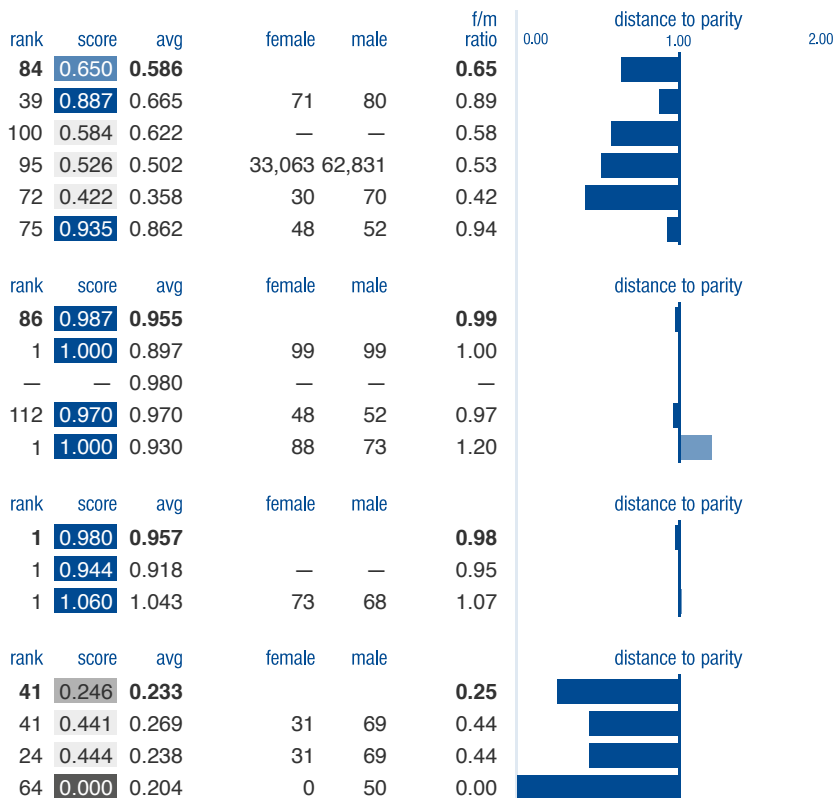 f/m distance to parity
rank score avg female male ratio 0.00 1.00 2.00
84 0.650 0.586 0.65
39 0.887 0.665 71 80 0.89
100 0.584 0.622 — — 0.58
95 0.526 0.502 33,063 62,831 0.53
72 0.422 0.358 30 70 0.42
75 0.935 0.862 48 52 0.94
rank score avg female male distance to parity
86 0.987 0.955 0.99
1 1.000 0.897 99 99 1.00
— — 0.980 — — —
112 0.970 0.970 48 52 0.97
1 1.000 0.930 88 73 1.20
rank score avg female male distance to parity
1 0.980 0.957 0.98
1 0.944 0.918 — — 0.95
1 1.060 1.043 73 68 1.07
rank score avg female male distance to parity
41 0.246 0.233 0.25
41 0.441 0.269 31 69 0.44
24 0.444 0.238 31 69 0.44
64 0.000 0.204 0 50 0.00